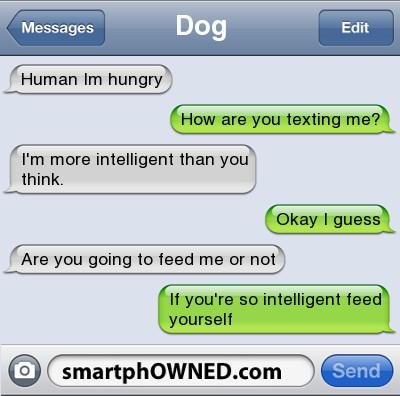 Messages
Dog
Edit
Human Im hungry
How are you texting me?
I'm more intelligent than you
think.
Okay I guess
Are you going to feed me or not
If you're so intelligent feed
yourself
smartphOWNED.com
Send